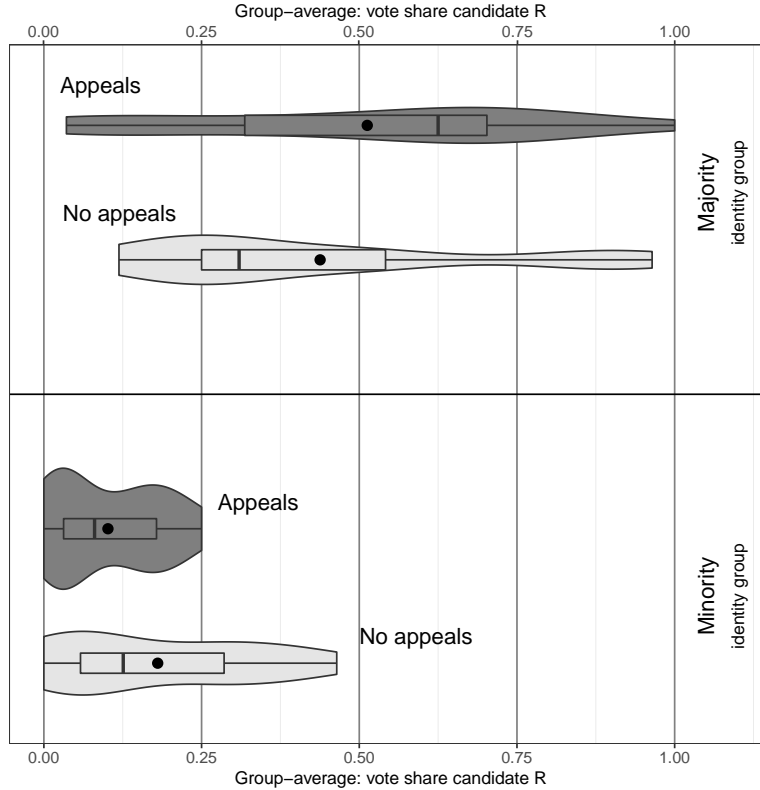 Group−average: vote share candidate R
0.00 0.25 0.50 0.75 1.00
Appeals
No appeals
Majority
identity group
Appeals
No appeals
Minority
identity group
0.00 0.25 0.50 0.75 1.00
Group−average: vote share candidate R